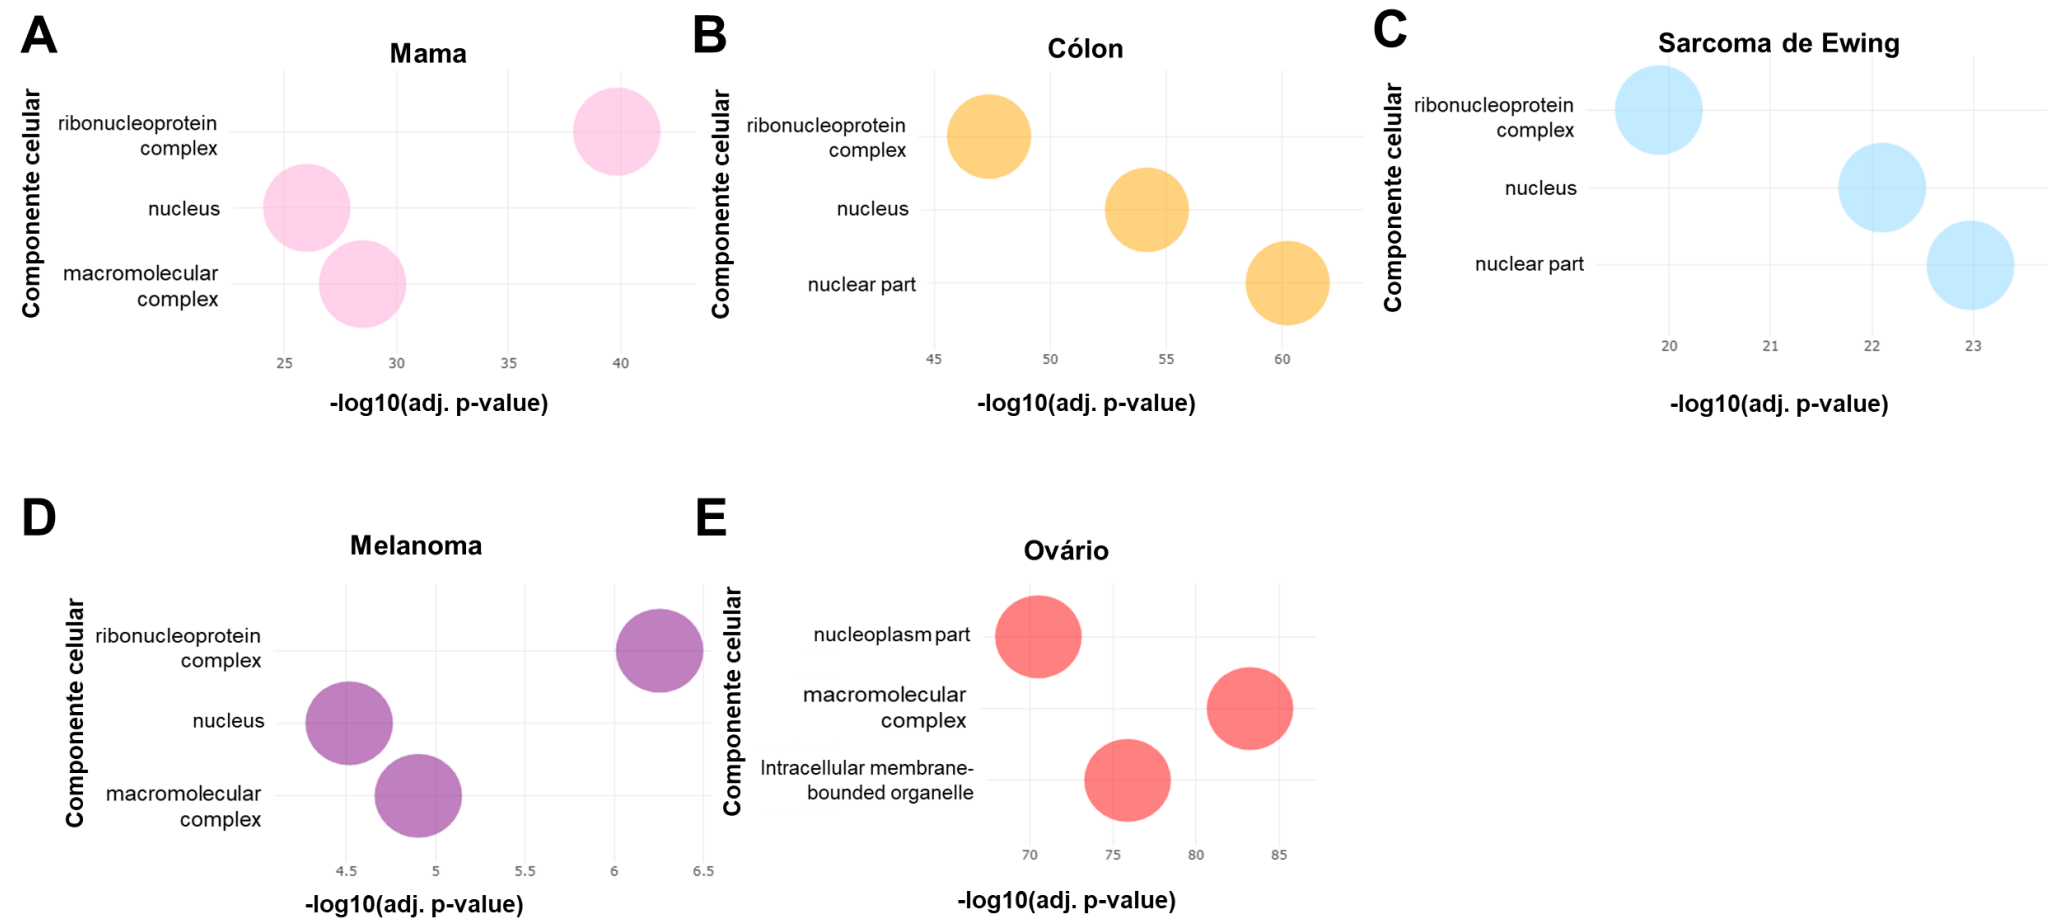 A
Mama
Componente celular
ribonucleoprotein
complex
nucleus
macromolecular
complex
25 30 35 40
-log10(adj. p-value)
B
Cólon
Componente celular
ribonucleoprotein
complex
nucleus
nuclear part
45 50 55 60
-log10(adj. p-value)
C
Sarcoma de Ewing
Componente celular
ribonucleoprotein
complex
nucleus
nuclear part
20 21 22 23
-log10(adj. p-value)
D
Melanoma
Componente celular
ribonucleoprotein
complex
nucleus
macromolecular
complex
4.5 5 5.5 6 6.5
-log10(adj. p-value)
E
Ovário
Componente celular
nucleoplasm part
macromolecular
complex
Intracellular membrane-
bounded organelle
70 75 80 85
-log10(adj. p-value)